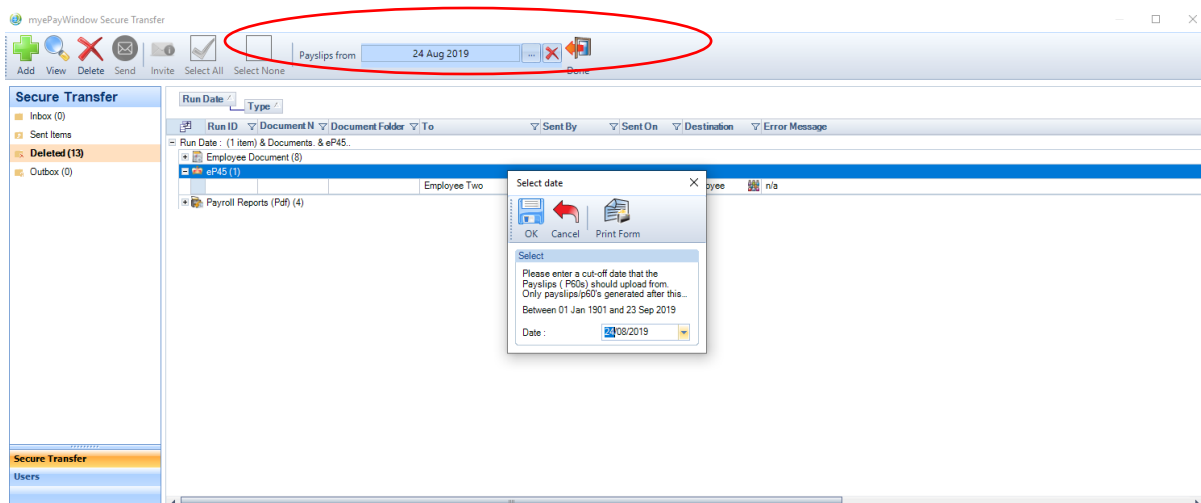 myePayWindow Secure Transfer
Add View Delete Send Invite Select All Select None Payslips from 24 Aug 2019 ... Done
Secure Transfer
Inbox (0)
Sent Items
Deleted (13)
Outbox (0)
Secure Transfer
Users
Run Date
Type
Run ID Document N Document Folder To Sent By Sent On Destination Error Message
Run Date : (1 item) & Documents. & eP45..
Employee Document (8)
eP45 (1)
Employee Two oyee n/a
Payroll Reports (Pdf) (4)
Select date
OK Cancel Print Form
Select
Please enter a cut-off date that the
Payslips ( P60s) should upload from.
Only payslips/p60's generated after this...
Between 01 Jan 1901 and 23 Sep 2019
Date : 24/08/2019